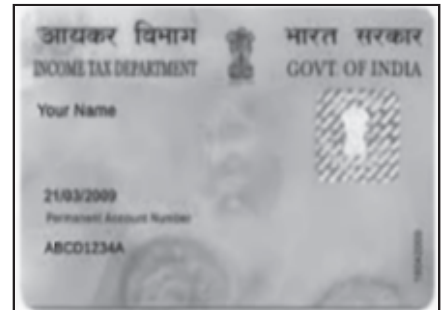 आयकर विभाग भारत सरकार
INCOME TAX DEPARTMENT GOVT. OF INDIA
Your Name
21/03/2009
Permanent Account Number
ABCD1234A